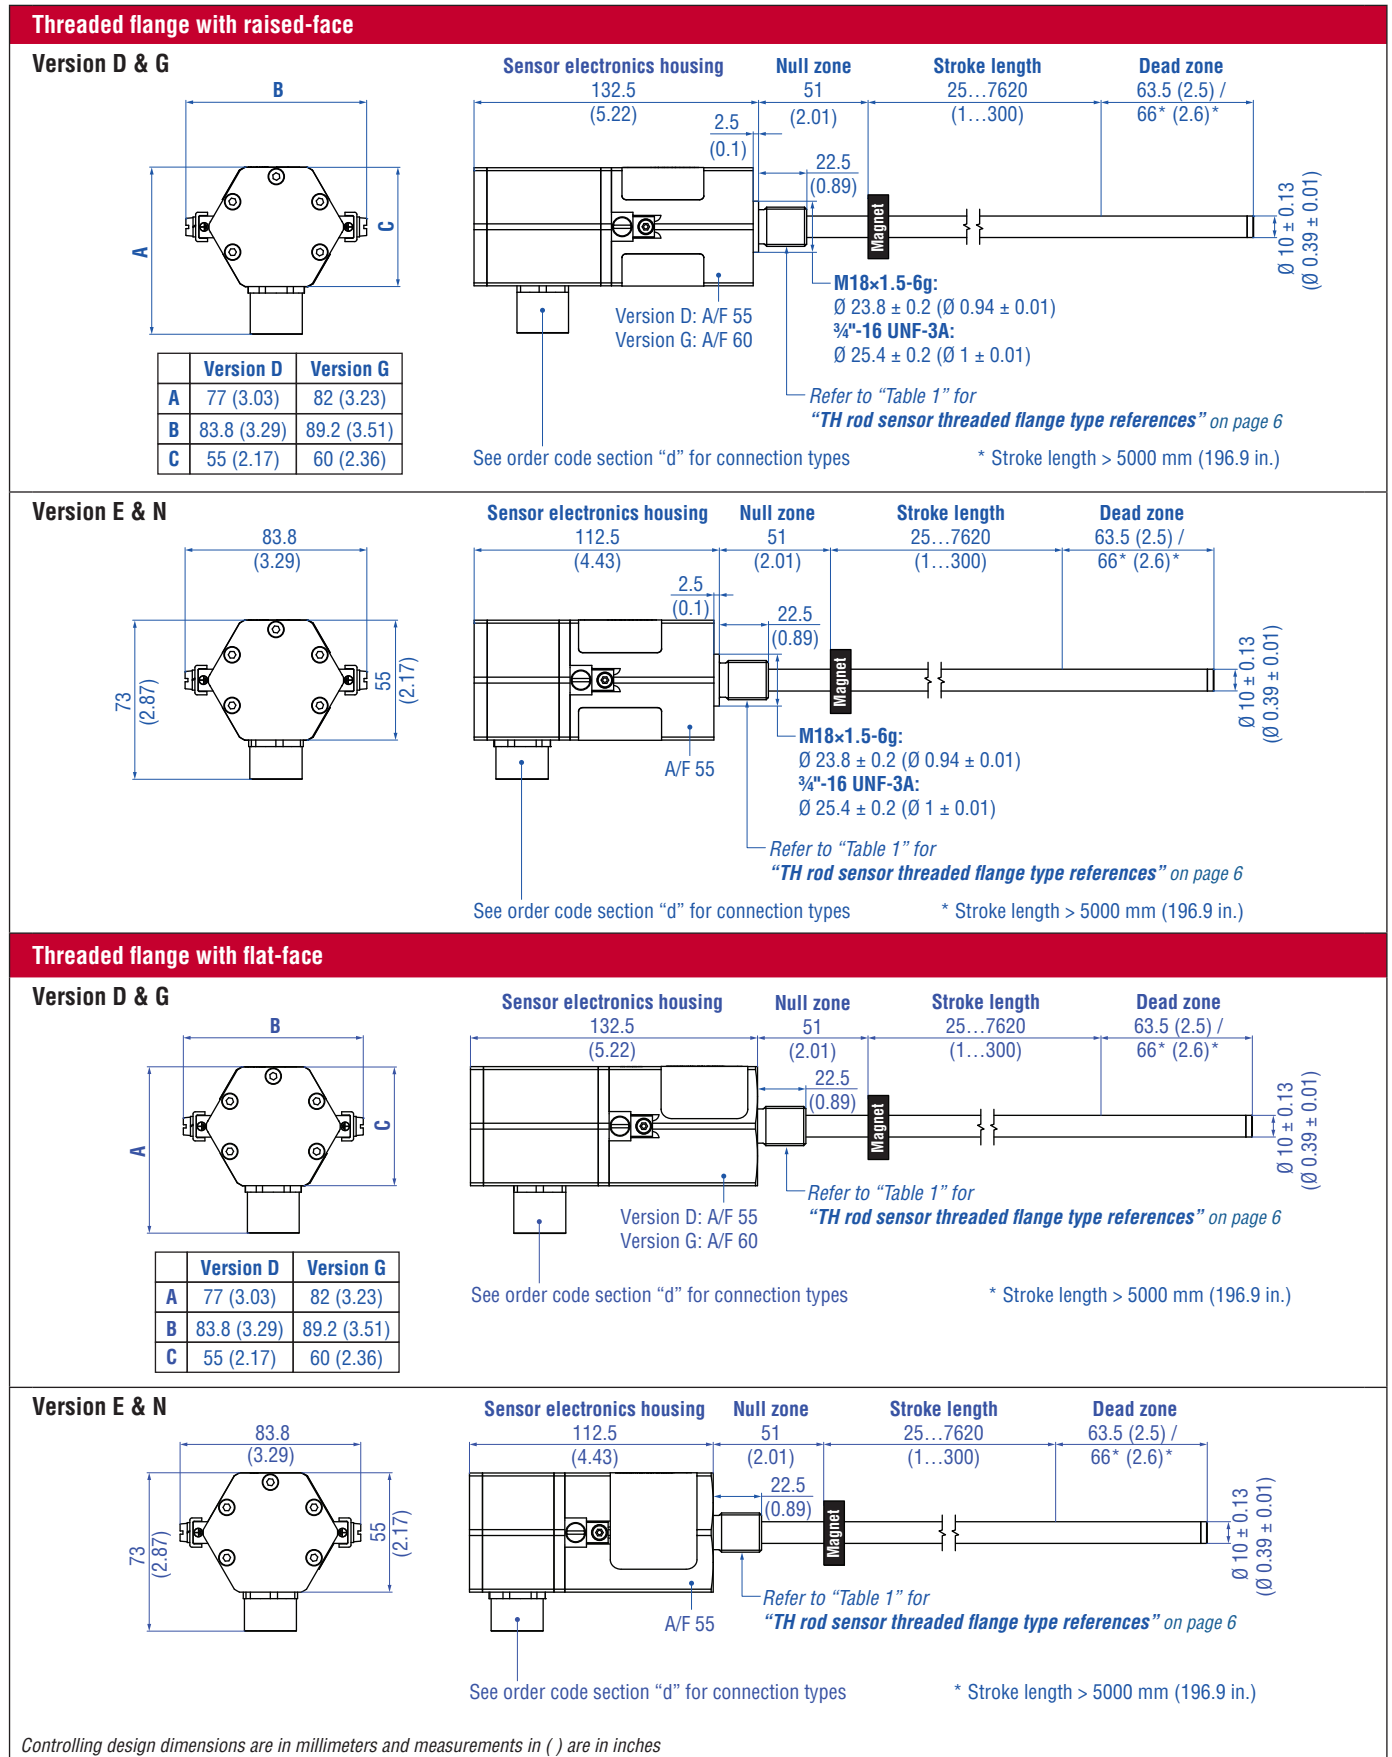 Threaded flange with raised-face
Version D & G
B
A
C
Sensor electronics housing
132.5
(5.22)
Null zone
51
(2.01)
Stroke length
25…7620
(1…300)
Dead zone
63.5 (2.5) /
66* (2.6)*
2.5
(0.1)
22.5
(0.89)
Magnet
Ø 10 ± 0.13
(Ø 0.39 ± 0.01)
M18×1.5-6g:
Ø 23.8 ± 0.2 (Ø 0.94 ± 0.01)
¾"-16 UNF-3A:
Ø 25.4 ± 0.2 (Ø 1 ± 0.01)
Version D: A/F 55
Version G: A/F 60
Version D Version G
A 77 (3.03) 82 (3.23)
B 83.8 (3.29) 89.2 (3.51)
C 55 (2.17) 60 (2.36)
Refer to “Table 1” for
“TH rod sensor threaded flange type references” on page 6
See order code section “d” for connection types
* Stroke length > 5000 mm (196.9 in.)
Version E & N
83.8
(3.29)
73
(2.87)
55
(2.17)
Sensor electronics housing
112.5
(4.43)
Null zone
51
(2.01)
Stroke length
25…7620
(1…300)
Dead zone
63.5 (2.5) /
66* (2.6)*
2.5
(0.1)
22.5
(0.89)
Magnet
Ø 10 ± 0.13
(Ø 0.39 ± 0.01)
M18×1.5-6g:
Ø 23.8 ± 0.2 (Ø 0.94 ± 0.01)
¾"-16 UNF-3A:
Ø 25.4 ± 0.2 (Ø 1 ± 0.01)
A/F 55
Refer to “Table 1” for
“TH rod sensor threaded flange type references” on page 6
See order code section “d” for connection types
* Stroke length > 5000 mm (196.9 in.)
Threaded flange with flat-face
Version D & G
B
A
C
Sensor electronics housing
132.5
(5.22)
Null zone
51
(2.01)
Stroke length
25…7620
(1…300)
Dead zone
63.5 (2.5) /
66* (2.6)*
22.5
(0.89)
Magnet
Ø 10 ± 0.13
(Ø 0.39 ± 0.01)
Refer to “Table 1” for
“TH rod sensor threaded flange type references” on page 6
Version D: A/F 55
Version G: A/F 60
Version D Version G
A 77 (3.03) 82 (3.23)
B 83.8 (3.29) 89.2 (3.51)
C 55 (2.17) 60 (2.36)
See order code section “d” for connection types
* Stroke length > 5000 mm (196.9 in.)
Version E & N
83.8
(3.29)
73
(2.87)
55
(2.17)
Sensor electronics housing
112.5
(4.43)
Null zone
51
(2.01)
Stroke length
25…7620
(1…300)
Dead zone
63.5 (2.5) /
66* (2.6)*
22.5
(0.89)
Magnet
Ø 10 ± 0.13
(Ø 0.39 ± 0.01)
A/F 55
Refer to “Table 1” for
“TH rod sensor threaded flange type references” on page 6
See order code section “d” for connection types
* Stroke length > 5000 mm (196.9 in.)
Controlling design dimensions are in millimeters and measurements in ( ) are in inches